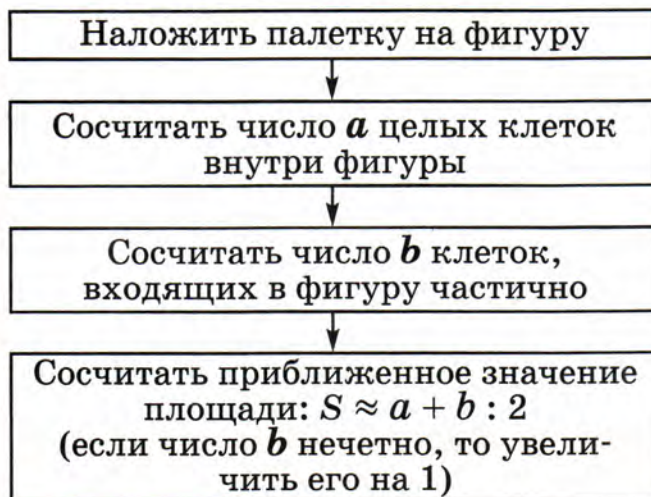 Наложить палетку на фигуру
Сосчитать число a целых клеток
внутри фигуры
Сосчитать число b клеток,
входящих в фигуру частично
Сосчитать приближенное значение
площади: S ≈ a + b : 2
(если число b нечетно, то увели-
чить его на 1)